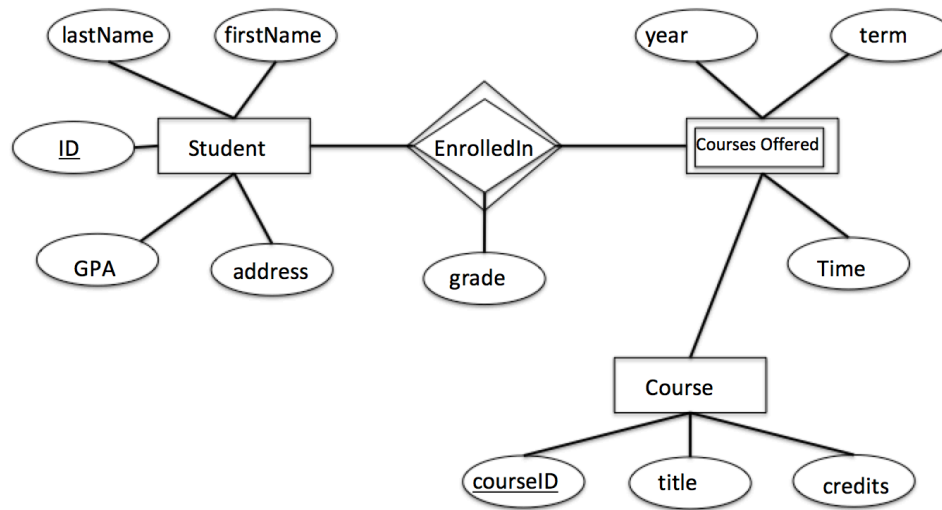 lastName
firstName
year
term
ID
Student
EnrolledIn
Courses Offered
GPA
address
grade
Time
Course
courseID
title
credits